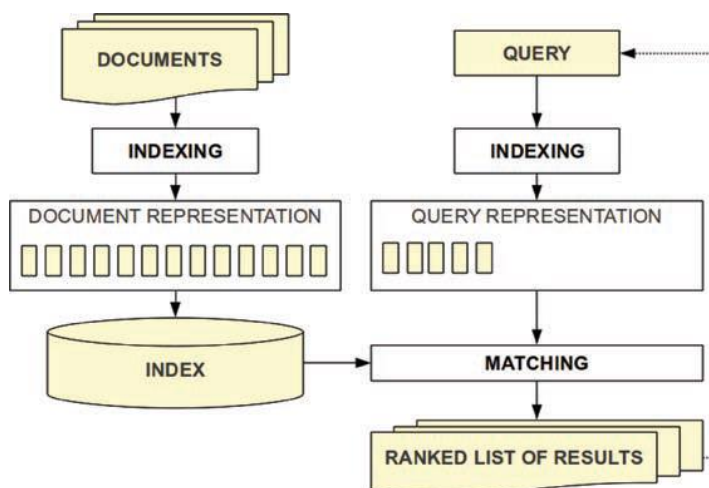 DOCUMENTS
QUERY
INDEXING
INDEXING
DOCUMENT REPRESENTATION
QUERY REPRESENTATION
INDEX
MATCHING
RANKED LIST OF RESULTS